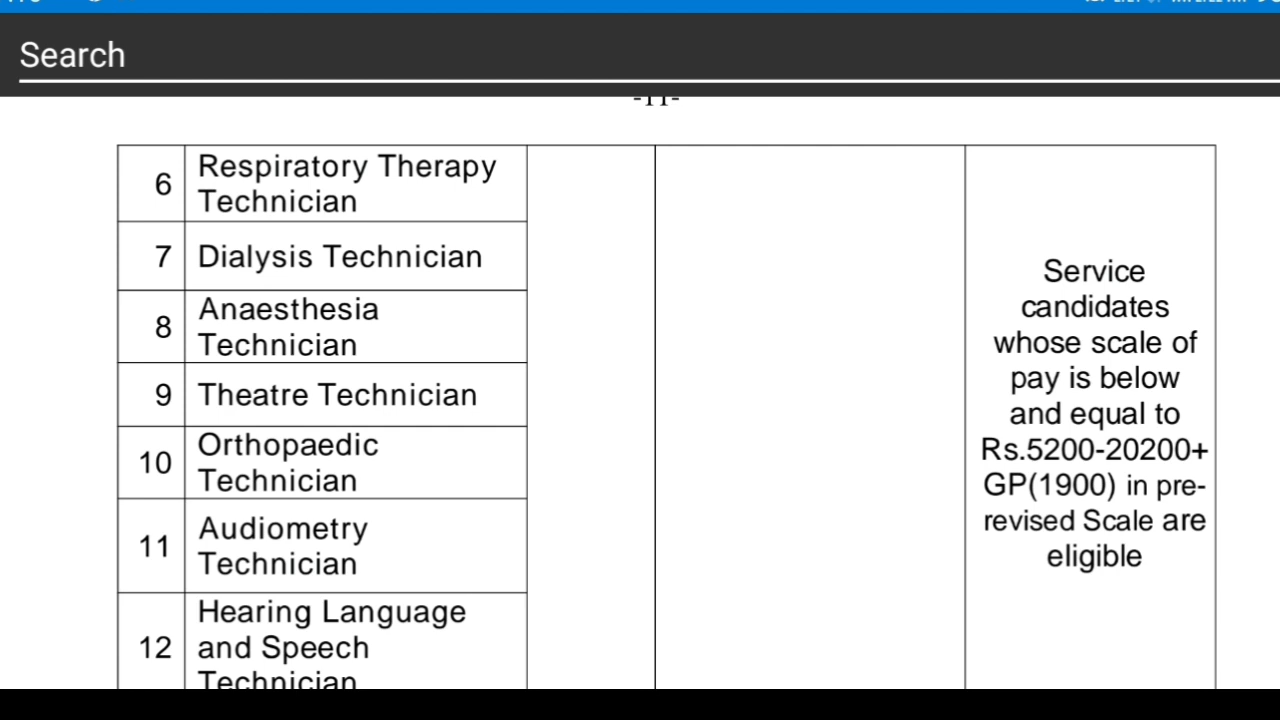 Search
-11-
6
Respiratory Therapy
Technician
7
Dialysis Technician
8
Anaesthesia
Technician
9
Theatre Technician
10
Orthopaedic
Technician
11
Audiometry
Technician
12
Hearing Language
and Speech
Technician
Service
candidates
whose scale of
pay is below
and equal to
Rs.5200-20200+
GP(1900) in pre-
revised Scale are
eligible